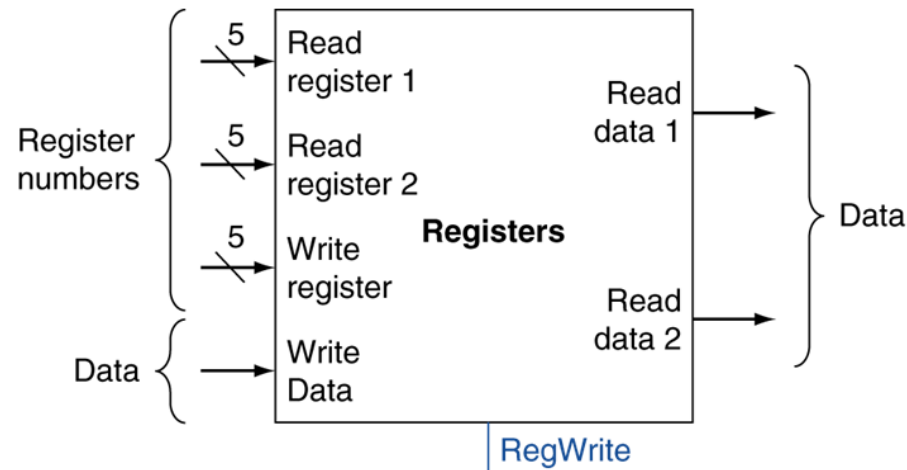 Register
numbers
Data
5
Read
register 1
5
Read
register 2
5
Write
register
Write
Data
Registers
Read
data 1
Read
data 2
Data
RegWrite